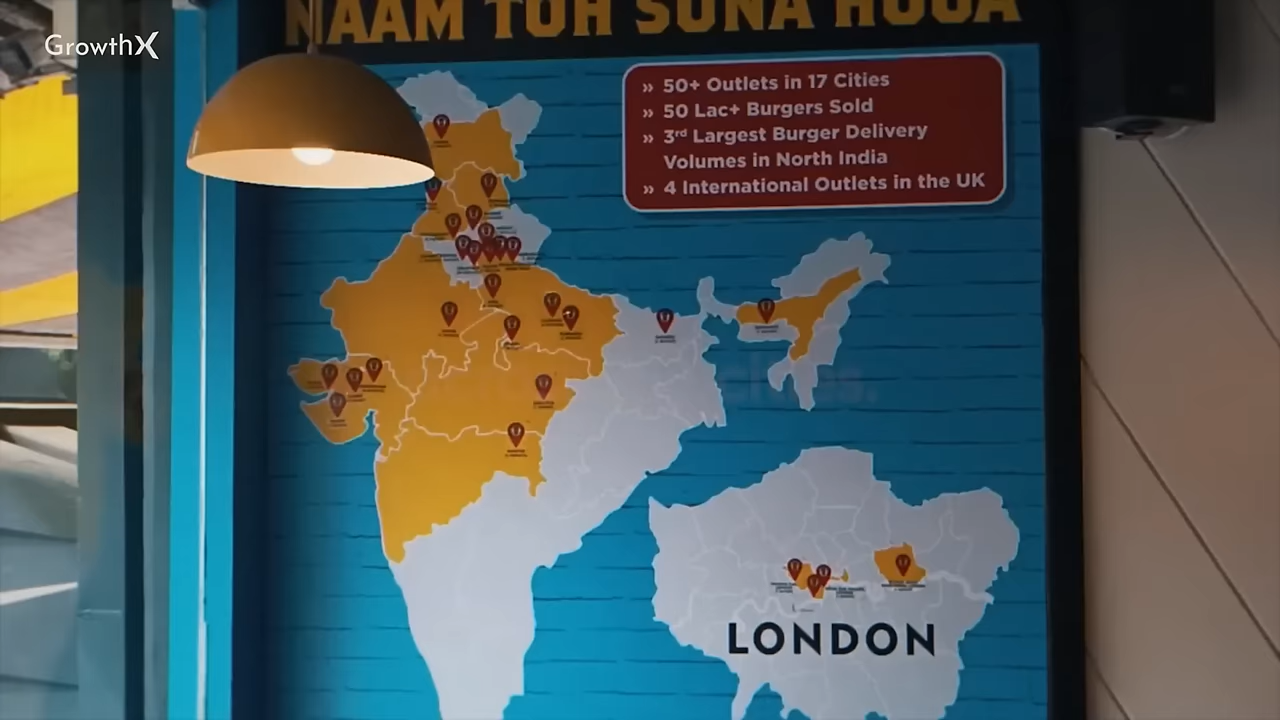 GrowthX
NAAM TOH SUNA HOGA
» 50+ Outlets in 17 Cities
» 50 Lac+ Burgers Sold
» 3rd Largest Burger Delivery
Volumes in North India
» 4 International Outlets in the UK
LONDON